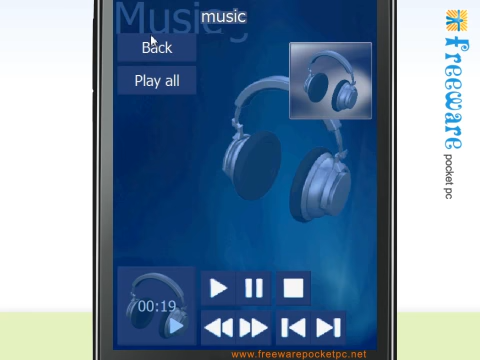 Music
music
Back
Play all
00:19
freeware
pocket pc
www.freewarepocketpc.net